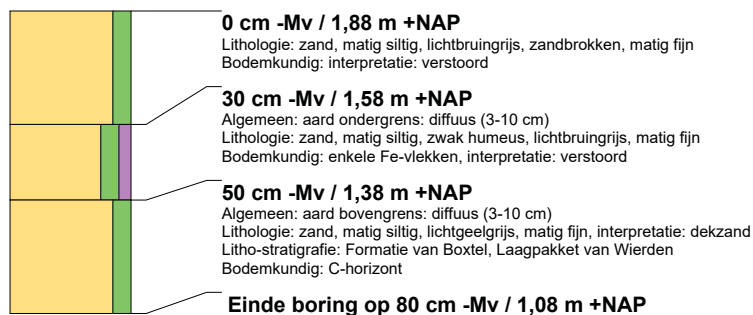 0 cm -Mv / 1,88 m +NAP
Lithologie: zand, matig siltig, lichtbruingrijs, zandbrokken, matig fijn
Bodemkundig: interpretatie: verstoord
30 cm -Mv / 1,58 m +NAP
Algemeen: aard ondergrens: diffuus (3-10 cm)
Lithologie: zand, matig siltig, zwak humeus, lichtbruingrijs, matig fijn
Bodemkundig: enkele Fe-vlekken, interpretatie: verstoord
50 cm -Mv / 1,38 m +NAP
Algemeen: aard bovengrens: diffuus (3-10 cm)
Lithologie: zand, matig siltig, lichtgeelgrijs, matig fijn, interpretatie: dekzand
Litho-stratigrafie: Formatie van Boxtel, Laagpakket van Wierden
Bodemkundig: C-horizont
Einde boring op 80 cm -Mv / 1,08 m +NAP